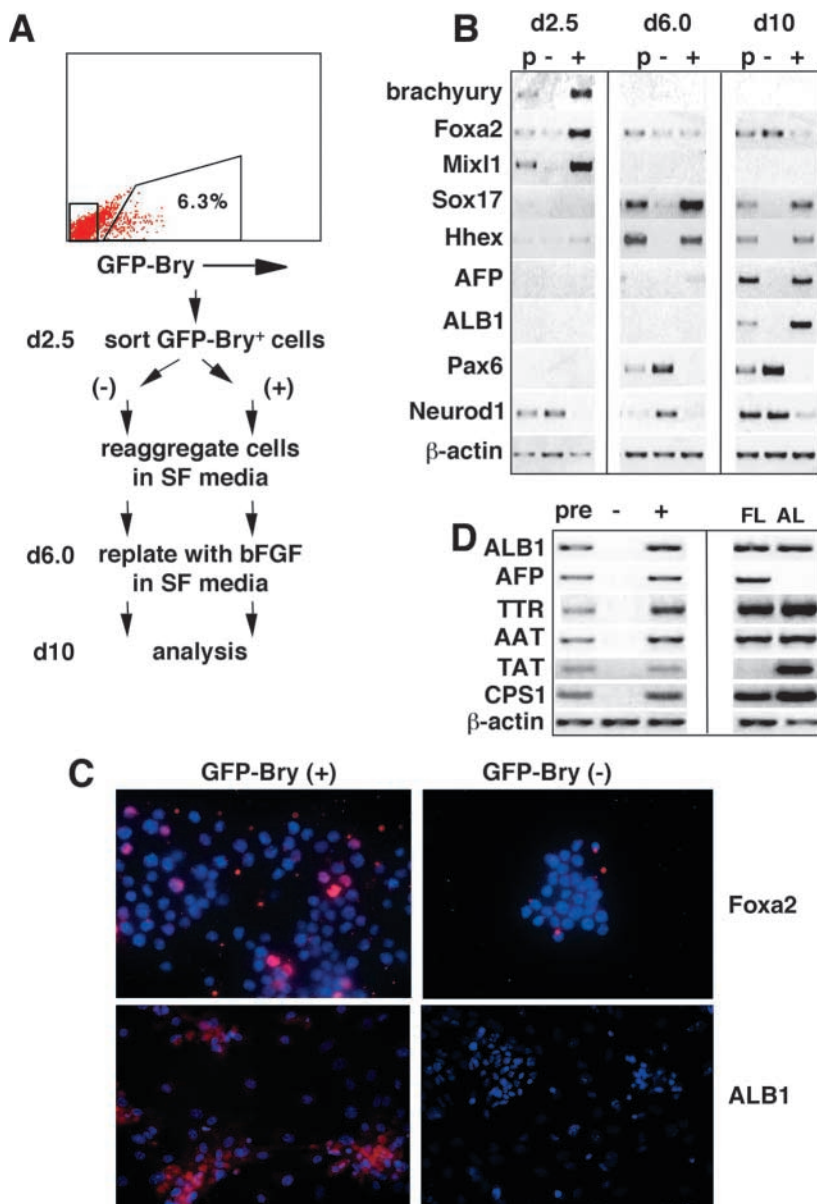 A
6.3%
GFP-Bry
d2.5 sort GFP-Bry+ cells
(-) (+)
reaggregate cells
in SF media
d6.0 replate with bFGF
in SF media
d10 analysis
B
d2.5 d6.0 d10
p - + p - + p - +
brachyury
Foxa2
Mixl1
Sox17
Hhex
AFP
ALB1
Pax6
Neurod1
β-actin
D
pre - + FL AL
ALB1
AFP
TTR
AAT
TAT
CPS1
β-actin
C
GFP-Bry (+) GFP-Bry (-)
Foxa2
ALB1